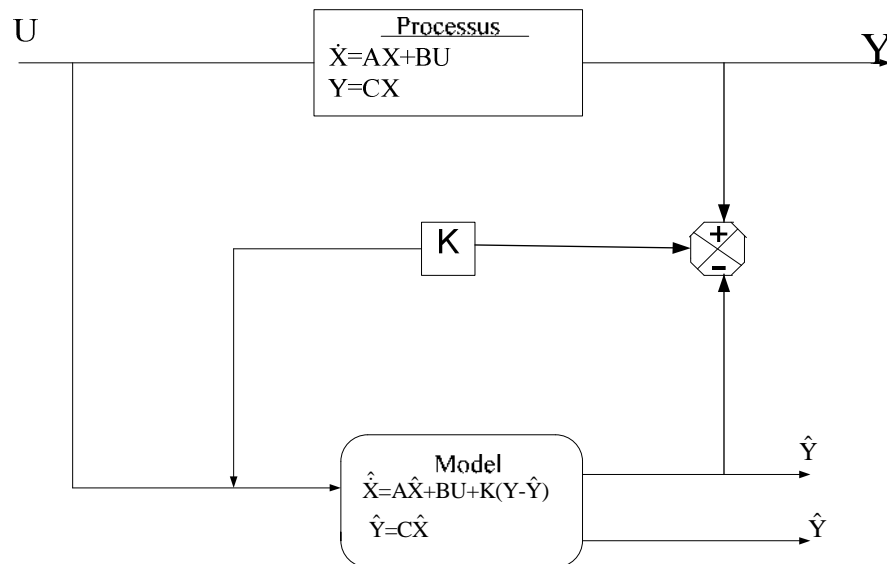 U
Processus
Ẋ=AX+BU
Y=CX
Y
K
+
-
Model
Ẋ̂=AX̂+BU+K(Y-Ŷ)
Ŷ=CX̂
Ŷ
Ŷ